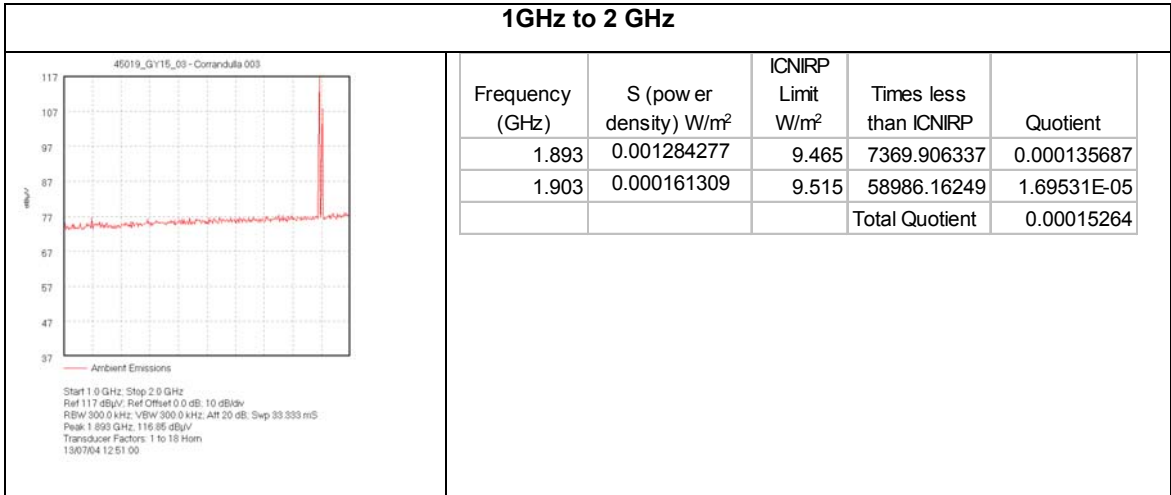 1GHz to 2 GHz
45019_GY15_03 - Corrandulla 003
117
107
97
87
77
67
57
47
37
dBµV
Ambient Emissions
Start 1.0 GHz; Stop 2.0 GHz
Ref 117 dBµV; Ref Offset 0.0 dB; 10 dB/div
RBW 300.0 kHz; VBW 300.0 kHz; Att 20 dB; Swp 33.333 mS
Peak 1.893 GHz, 116.85 dBµV
Transducer Factors: 1 to 18 Horn
13/07/04 12:51:00
Frequency (GHz) S (pow er density) W/m² ICNIRP Limit W/m² Times less than ICNIRP Quotient
1.893 0.001284277 9.465 7369.906337 0.000135687
1.903 0.000161309 9.515 58986.16249 1.69531E-05
Total Quotient 0.00015264